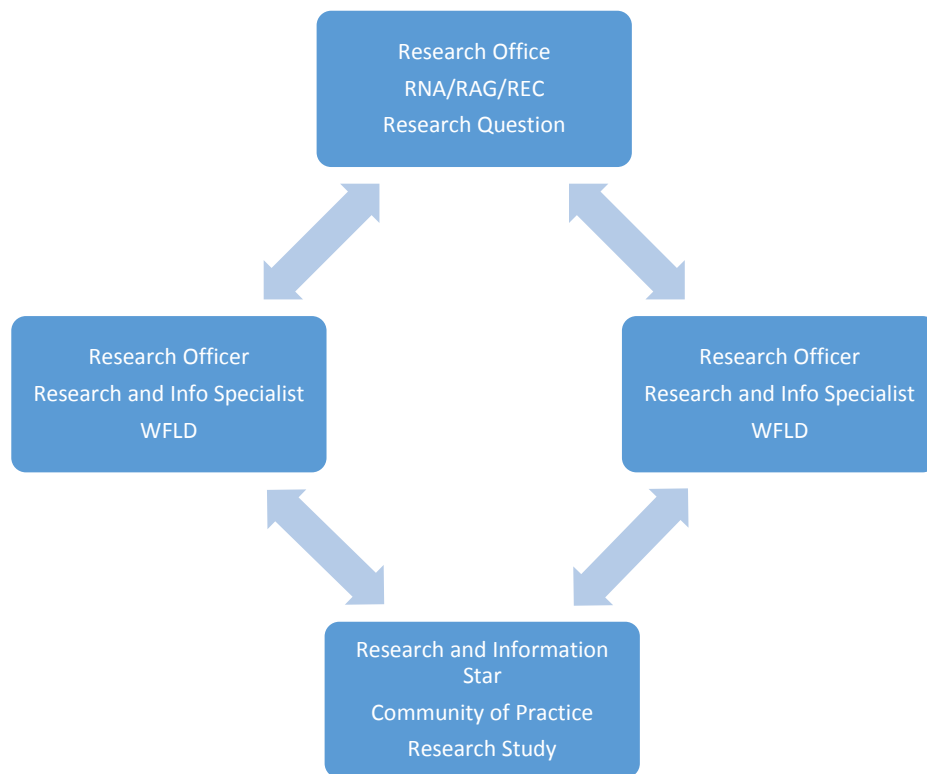 Research Office
RNA/RAG/REC
Research Question
Research Officer
Research and Info Specialist
WFLD
Research Officer
Research and Info Specialist
WFLD
Research and Information
Star
Community of Practice
Research Study